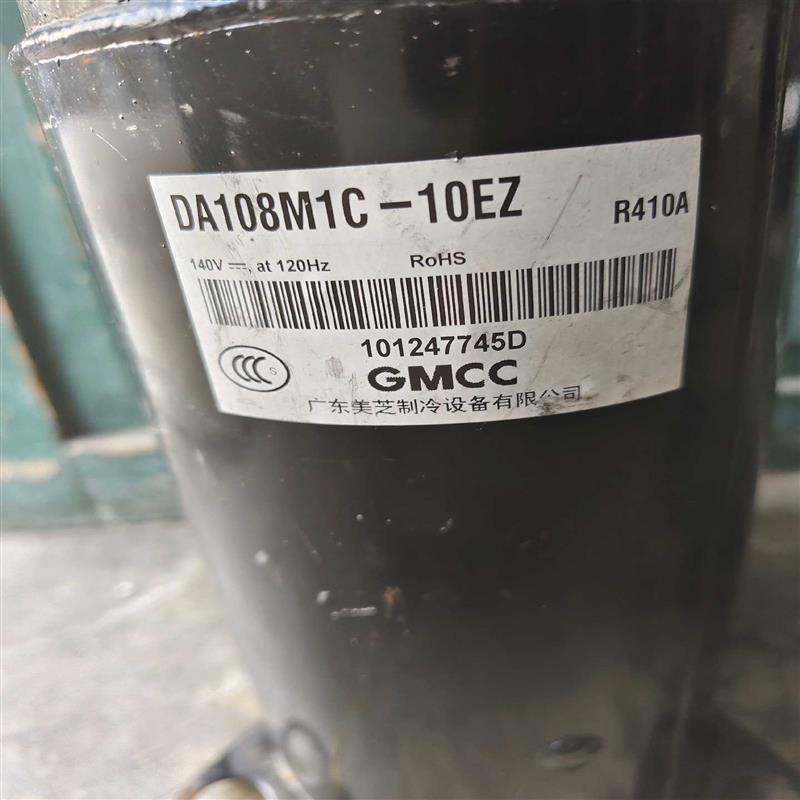 DA108M1C-10EZ R410A
140V ⎓, at 120Hz RoHS
101247745D
CCC S GMCC
广东美芝制冷设备有限公司